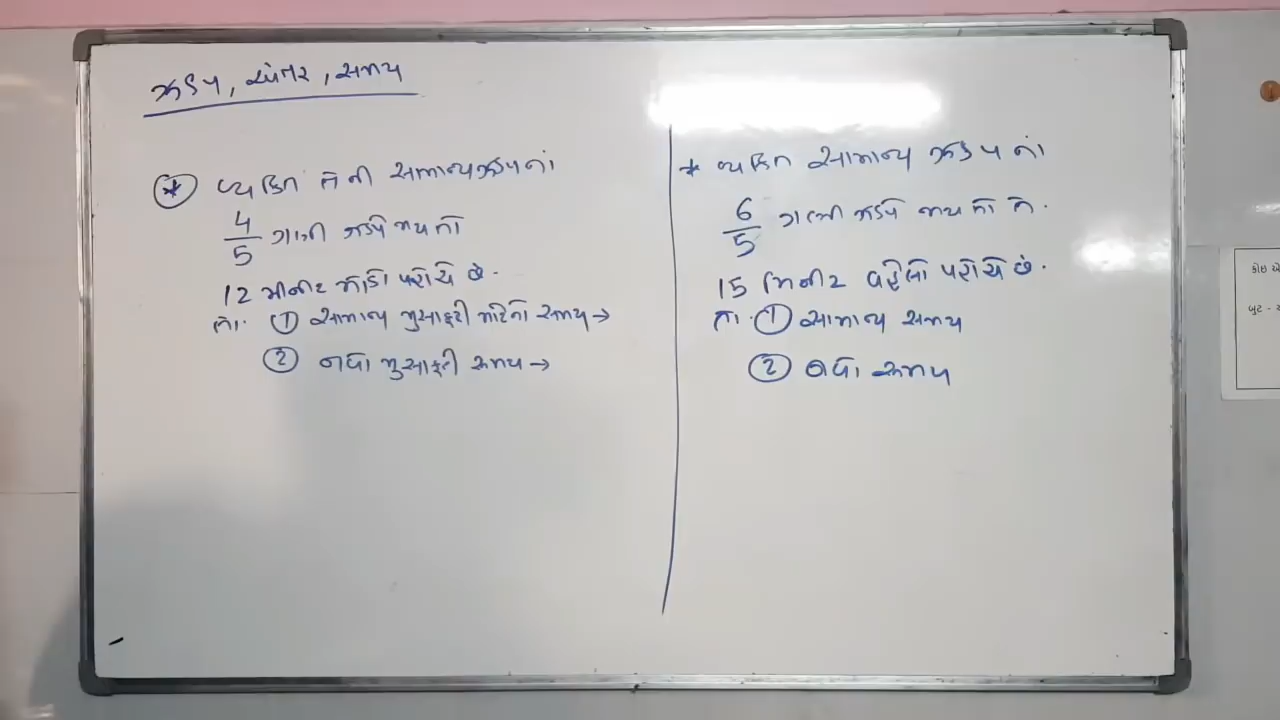 ઝડપ, અંતર, સમય
* વ્યક્તિ તેની સામાન્ય ઝડપનાં
4/5 ગાની ઝડપે જાય તો
12 મીનીટ મોડો પહોચે છે.
તો. ① સામાન્ય મુસાફરી માટેનો સમય →
② નવો મુસાફરી સમય →
* વ્યક્તિ સામાન્ય ઝડપનાં
6/5 ગણી ઝડપે જાય તો તે.
15 મિનીટ વહેલો પહોચે છે.
તો. ① સામાન્ય સમય
② નવો સમય
કોઇ એ
બુટ -